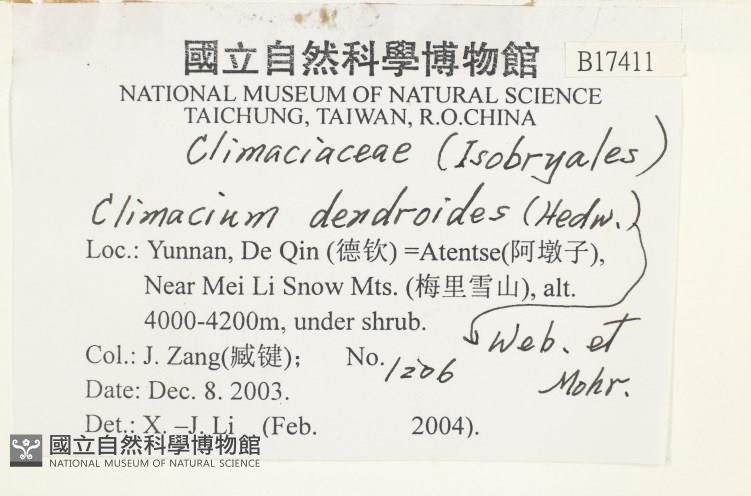 國立自然科學博物館
B17411
NATIONAL MUSEUM OF NATURAL SCIENCE
TAICHUNG, TAIWAN, R.O.CHINA
Climaciaceae (Isobryales)
Climacium dendroides (Hedw.)
Web. et
Mohr.
Loc.: Yunnan, De Qin (德钦) =Atentse(阿墩子),
Near Mei Li Snow Mts. (梅里雪山), alt.
4000-4200m, under shrub.
Col.: J. Zang(臧键); No. 1206
Date: Dec. 8. 2003.
Det.: X. –J. Li (Feb. 2004).
國立自然科學博物館
NATIONAL MUSEUM OF NATURAL SCIENCE